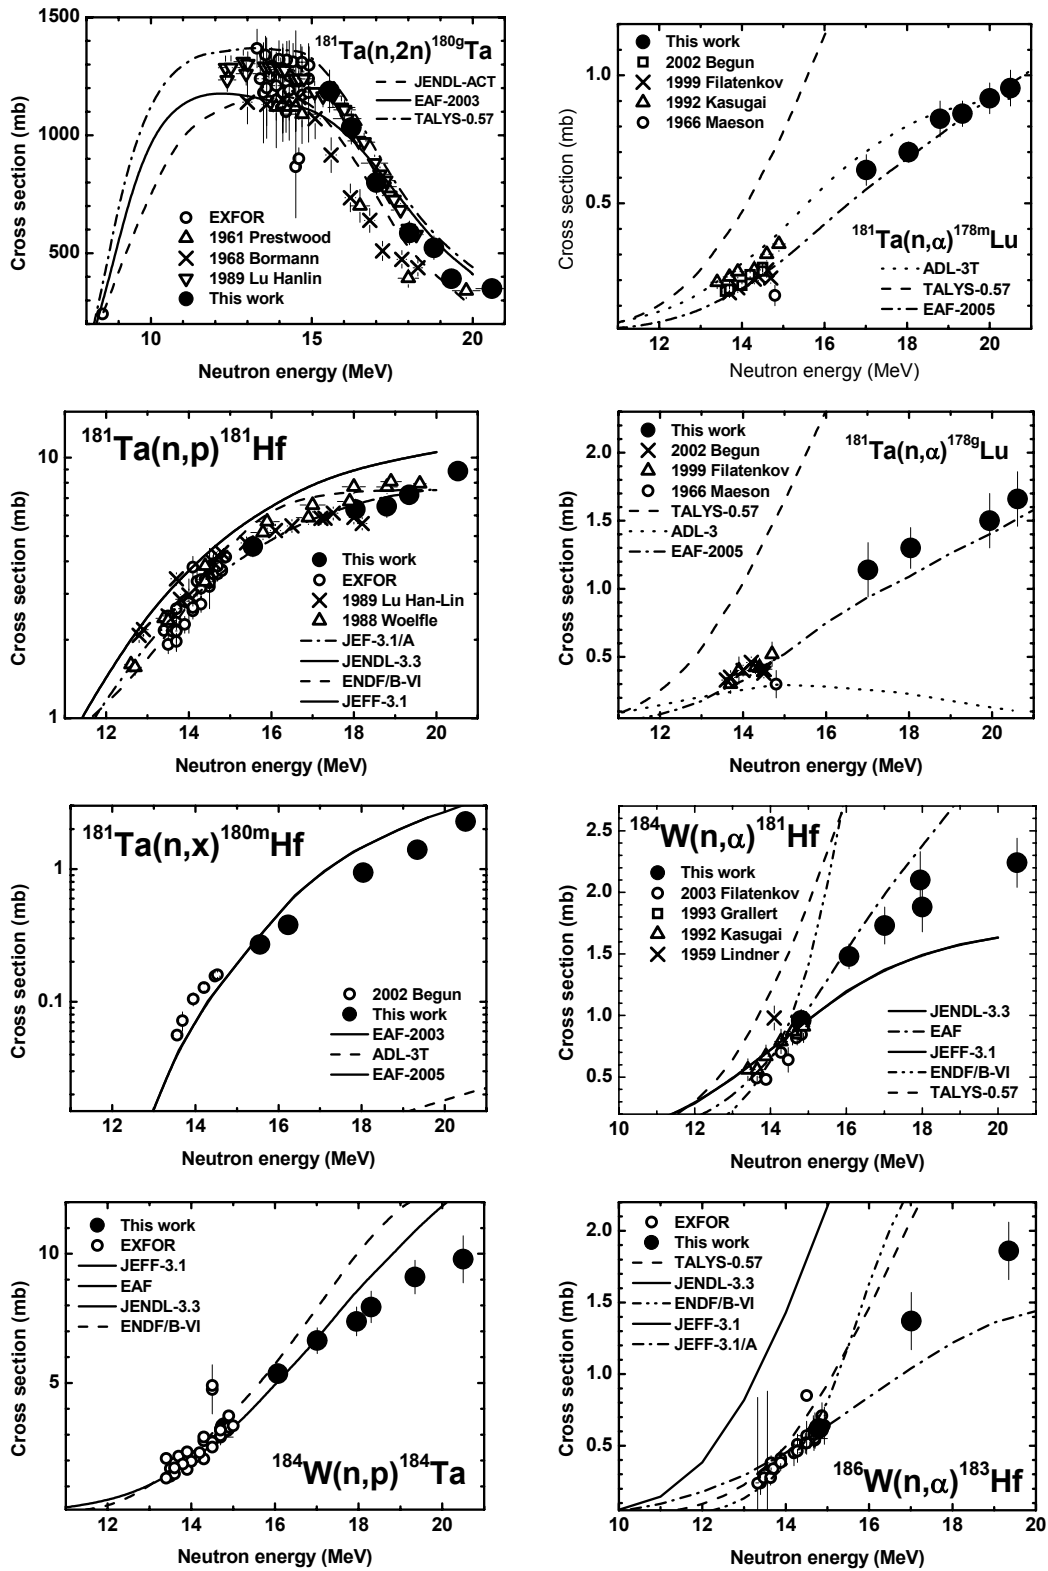 1500
1000
500
10
15
20
Cross section (mb)
Neutron energy (MeV)
181Ta(n,2n)180gTa
JENDL-ACT
EAF-2003
TALYS-0.57
EXFOR
1961 Prestwood
1968 Bormann
1989 Lu Hanlin
This work
1.0
0.5
12
14
16
18
20
Cross section (mb)
Neutron energy (MeV)
This work
2002 Begun
1999 Filatenkov
1992 Kasugai
1966 Maeson
181Ta(n,α)178mLu
ADL-3T
TALYS-0.57
EAF-2005
10
1
12
14
16
18
20
Cross section (mb)
Neutron energy (MeV)
181Ta(n,p)181Hf
This work
EXFOR
1989 Lu Han-Lin
1988 Woelfle
JEF-3.1/A
JENDL-3.3
ENDF/B-VI
JEFF-3.1
2.0
1.5
1.0
0.5
12
14
16
18
20
Cross section (mb)
Neutron energy (MeV)
This work
2002 Begun
1999 Filatenkov
1966 Maeson
TALYS-0.57
ADL-3
EAF-2005
181Ta(n,α)178gLu
1
0.1
12
14
16
18
20
Cross section (mb)
Neutron energy (MeV)
181Ta(n,x)180mHf
2002 Begun
This work
EAF-2003
ADL-3T
EAF-2005
2.5
2.0
1.5
1.0
0.5
10
12
14
16
18
20
Cross section (mb)
Neutron energy (MeV)
184W(n,α)181Hf
This work
2003 Filatenkov
1993 Grallert
1992 Kasugai
1959 Lindner
JENDL-3.3
EAF
JEFF-3.1
ENDF/B-VI
TALYS-0.57
10
5
12
14
16
18
20
Cross section (mb)
Neutron energy (MeV)
This work
EXFOR
JEFF-3.1
EAF
JENDL-3.3
ENDF/B-VI
184W(n,p)184Ta
2.0
1.5
1.0
0.5
10
12
14
16
18
20
Cross section (mb)
Neutron energy (MeV)
EXFOR
This work
TALYS-0.57
JENDL-3.3
ENDF/B-VI
JEFF-3.1
JEFF-3.1/A
186W(n,α)183Hf